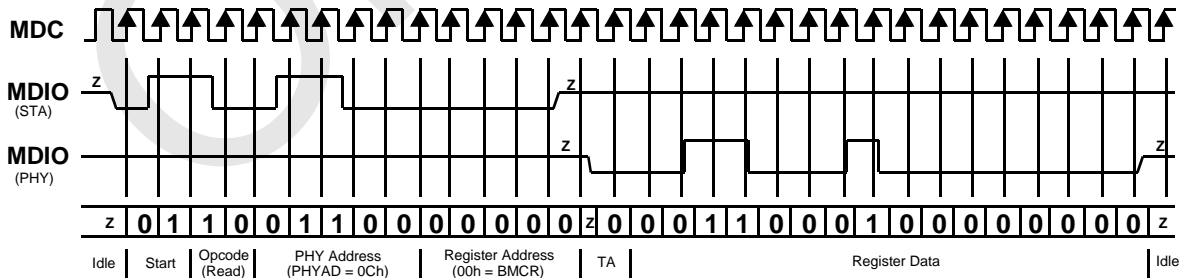 MDC
z
z
MDIO
(STA)
z
z
MDIO
(PHY)
z 0 1 1 0 0 1 1 0 0 0 0 0 0 0 z 0 0 0 1 1 0 0 0 1 0 0 0 0 0 0 0 0 z
Idle Start Opcode (Read) PHY Address (PHYAD = 0Ch) Register Address (00h = BMCR) TA Register Data Idle